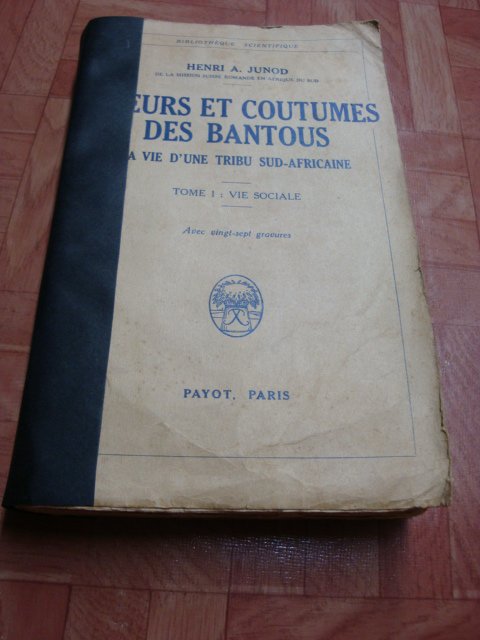 BIBLIOTHÈQUE SCIENTIFIQUE
HENRI A. JUNOD
DE LA MISSION SUISSE ROMANDE EN AFRIQUE DU SUD
EURS ET COUTUMES
DES BANTOUS
A VIE D'UNE TRIBU SUD-AFRICAINE
TOME I : VIE SOCIALE
Avec vingt-sept gravures
PAYOT, PARIS